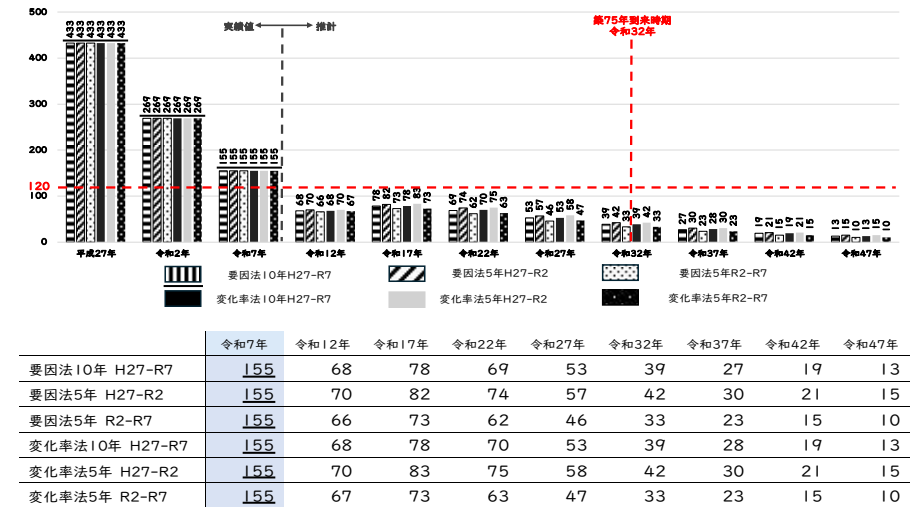 500
400
300
200
120
100
0
実績値 推計
築75年到来時期
令和32年
433 433 433 433 433 433
269 269 269 269 269 269
155 155 155 155 155 155
68 70 66 68 70 67
78 82 73 78 83 73
69 74 62 70 75 63
53 57 46 53 58 47
39 42 33 39 42 33
27 30 23 28 30 23
19 21 15 19 21 15
13 15 10 13 15 10
平成27年 令和2年 令和7年 令和12年 令和17年 令和22年 令和27年 令和32年 令和37年 令和42年 令和47年
要因法10年H27-R7 要因法5年H27-R2 要因法5年R2-R7
変化率法10年H27-R7 変化率法5年H27-R2 変化率法5年R2-R7
令和7年 令和12年 令和17年 令和22年 令和27年 令和32年 令和37年 令和42年 令和47年
要因法10年 H27-R7 155 68 78 69 53 39 27 19 13
要因法5年 H27-R2 155 70 82 74 57 42 30 21 15
要因法5年 R2-R7 155 66 73 62 46 33 23 15 10
変化率法10年 H27-R7 155 68 78 70 53 39 28 19 13
変化率法5年 H27-R2 155 70 83 75 58 42 30 21 15
変化率法5年 R2-R7 155 67 73 63 47 33 23 15 10